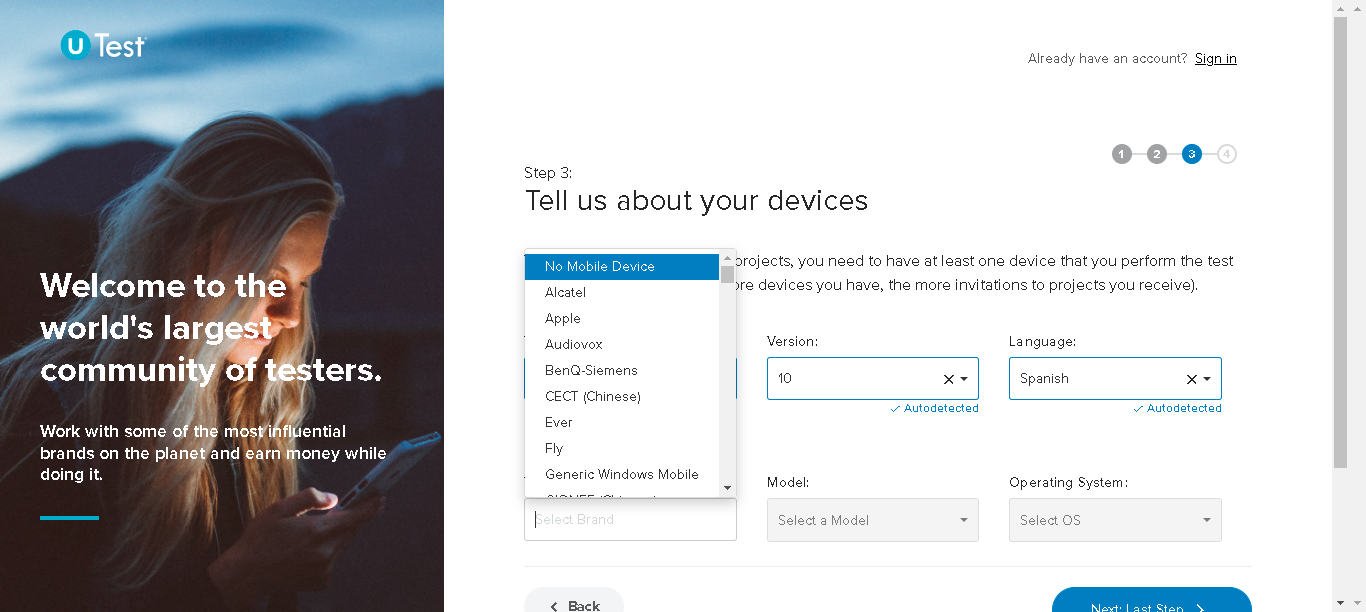 U Test
Already have an account? Sign in
1 2 3 4
Step 3:
Tell us about your devices
projects, you need to have at least one device that you perform the test
devices you have, the more invitations to projects you receive).
No Mobile Device
Alcatel
Apple
Audiovox
BenQ-Siemens
CECT (Chinese)
Ever
Fly
Generic Windows Mobile
Select Brand
Version:
10
Autodetected
Language:
Spanish
Autodetected
Model:
Select a Model
Operating System:
Select OS
Back
Next: Last Step
Welcome to the
world's largest
community of testers.
Work with some of the most influential
brands on the planet and earn money while
doing it.